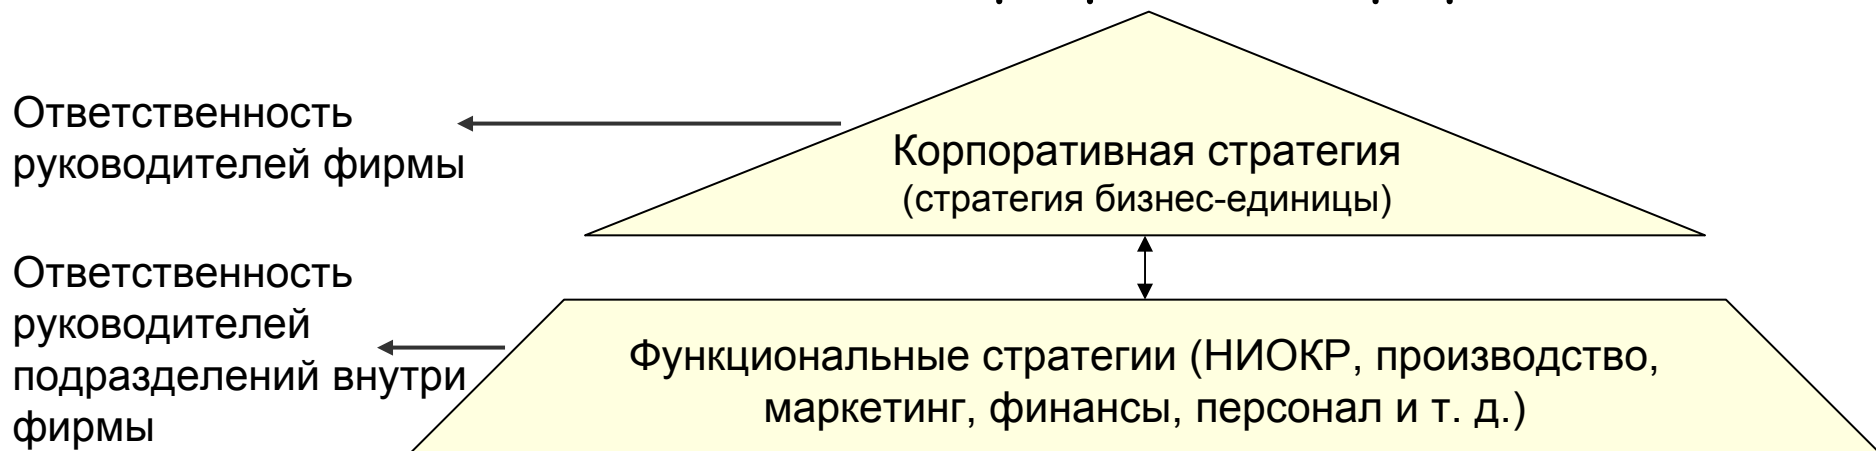 Ответственность
руководителей фирмы
Корпоративная стратегия
(стратегия бизнес-единицы)
Ответственность
руководителей
подразделений внутри
фирмы
Функциональные стратегии (НИОКР, производство,
маркетинг, финансы, персонал и т. д.)